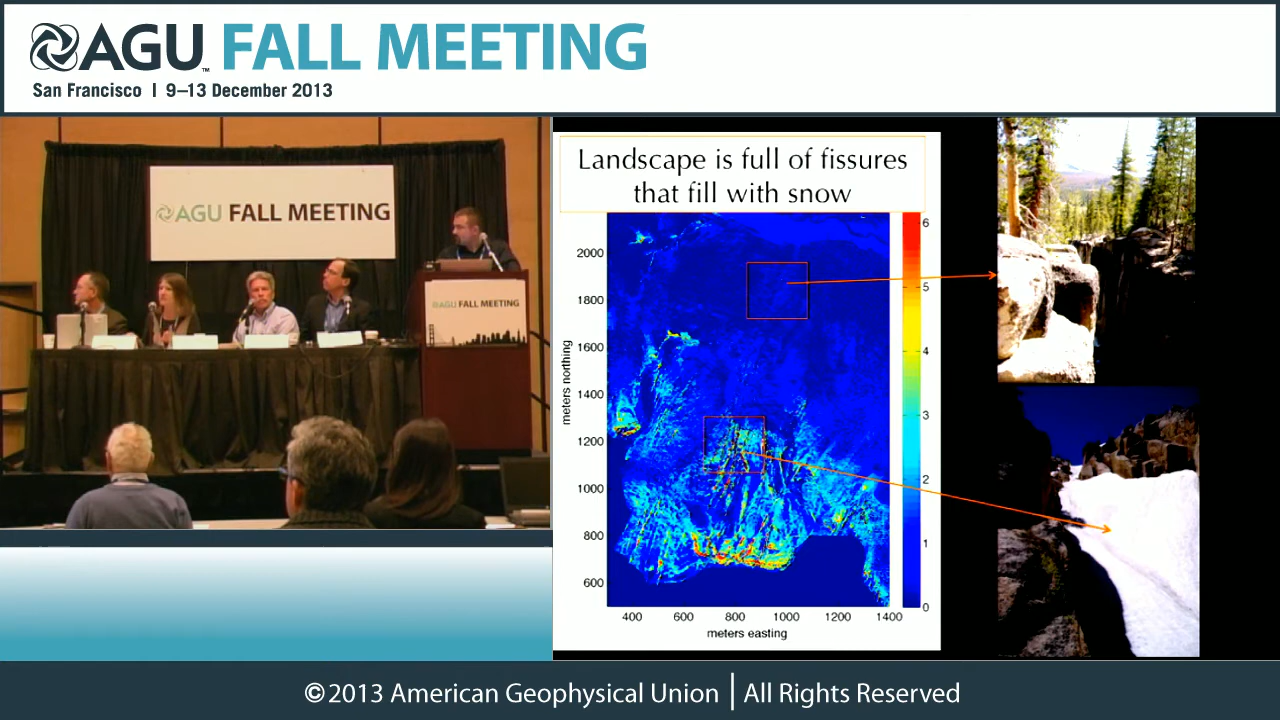 AGU FALL MEETING
San Francisco | 9–13 December 2013
AGU FALL MEETING
AGU FALL MEETING
Landscape is full of fissures
that fill with snow
2000
1800
1600
1400
1200
1000
800
600
meters northing
400 600 800 1000 1200 1400
meters easting
6
5
4
3
2
1
0
©2013 American Geophysical Union | All Rights Reserved